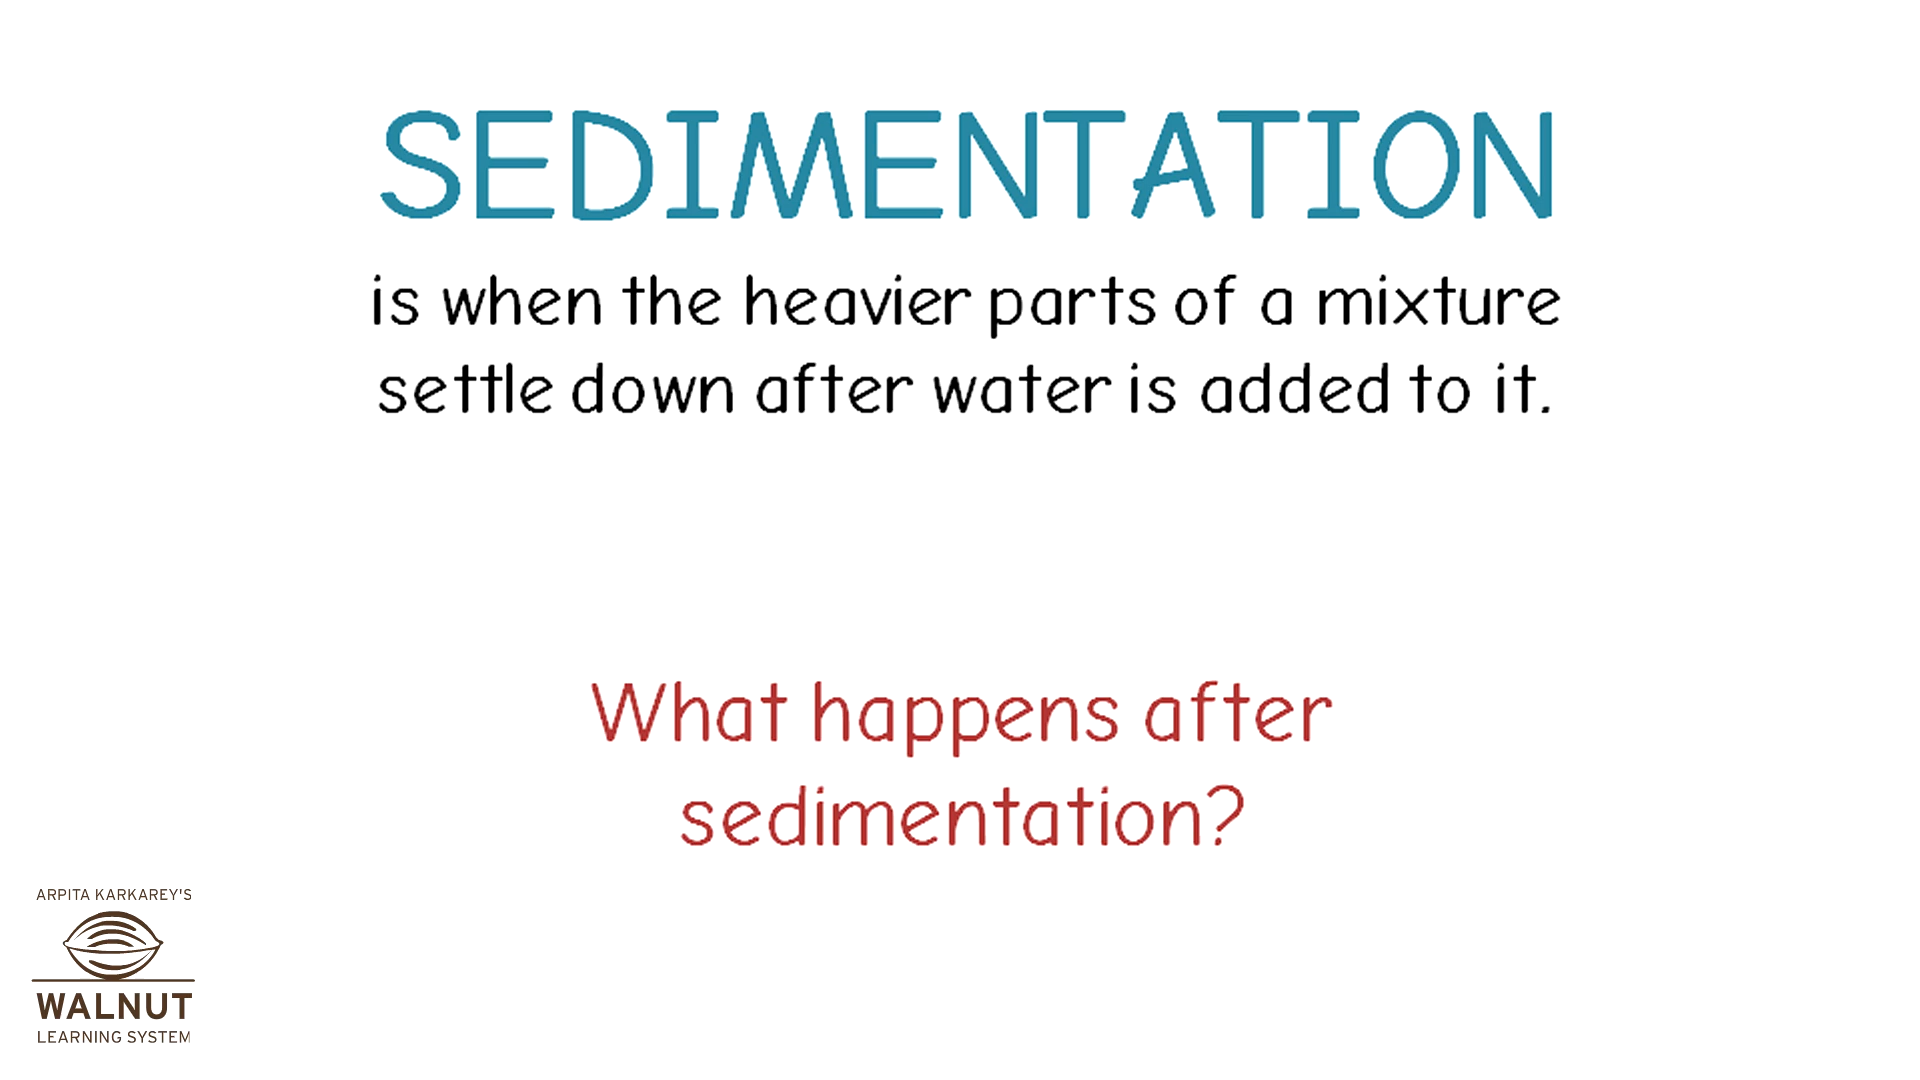 SEDIMENTATION
is when the heavier parts of a mixture
settle down after water is added to it.
What happens after
sedimentation?
ARPITA KARKAREY'S
WALNUT
LEARNING SYSTEM